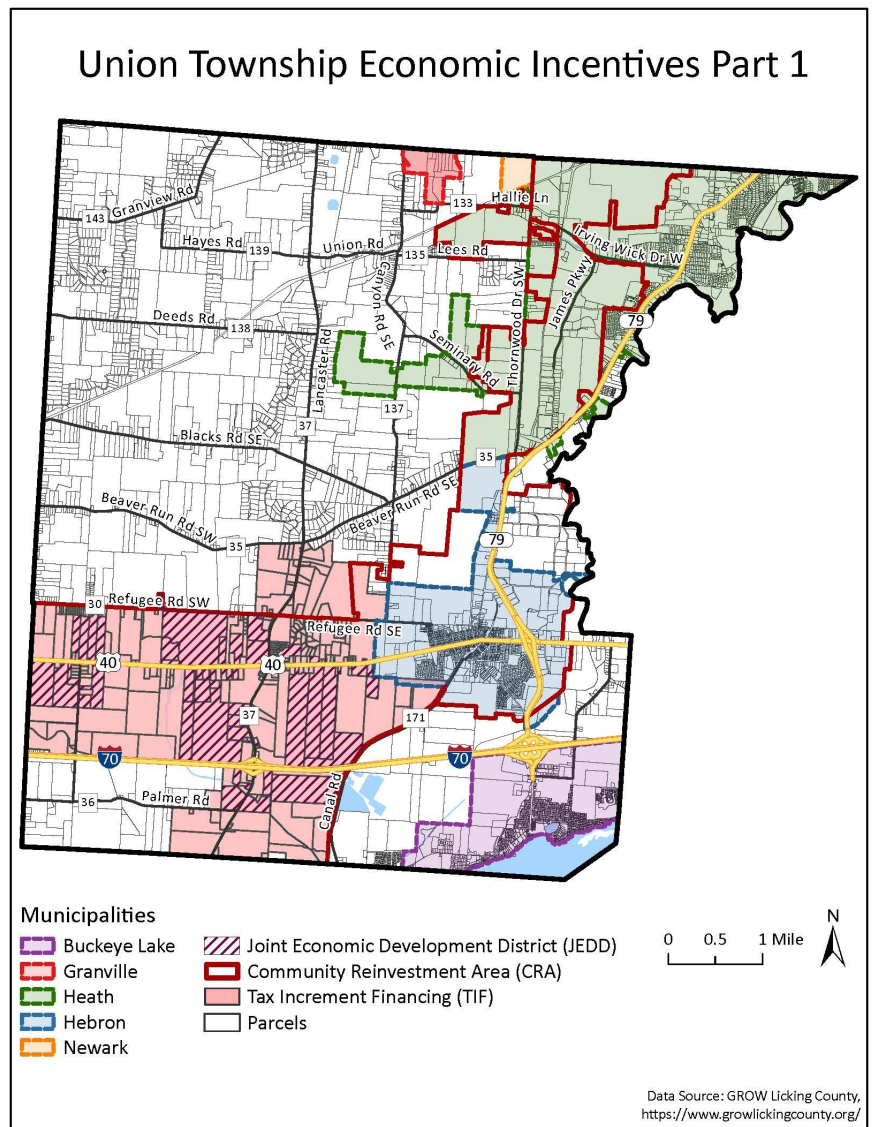 Union Township Economic Incentives Part 1
133
Hallie Ln
143
Granview Rd
Hayes Rd
139
Union Rd
135
Lees Rd
Irving Wick Dr W
Canyon Rd SE
James Pkwy
Thornwood Dr SW
Deeds Rd
138
Seminary Rd
79
Lancaster Rd
137
37
Blacks Rd SE
35
Beaver Run Rd SE
Beaver Run Rd SW
35
79
30
Refugee Rd SW
Refugee Rd SE
40
40
37
171
70
70
36
Palmer Rd
Canal Rd
Municipalities
Buckeye Lake
Granville
Heath
Hebron
Newark
Joint Economic Development District (JEDD)
Community Reinvestment Area (CRA)
Tax Increment Financing (TIF)
Parcels
0 0.5 1 Mile
N
Data Source: GROW Licking County,
https://www.growlickingcounty.org/